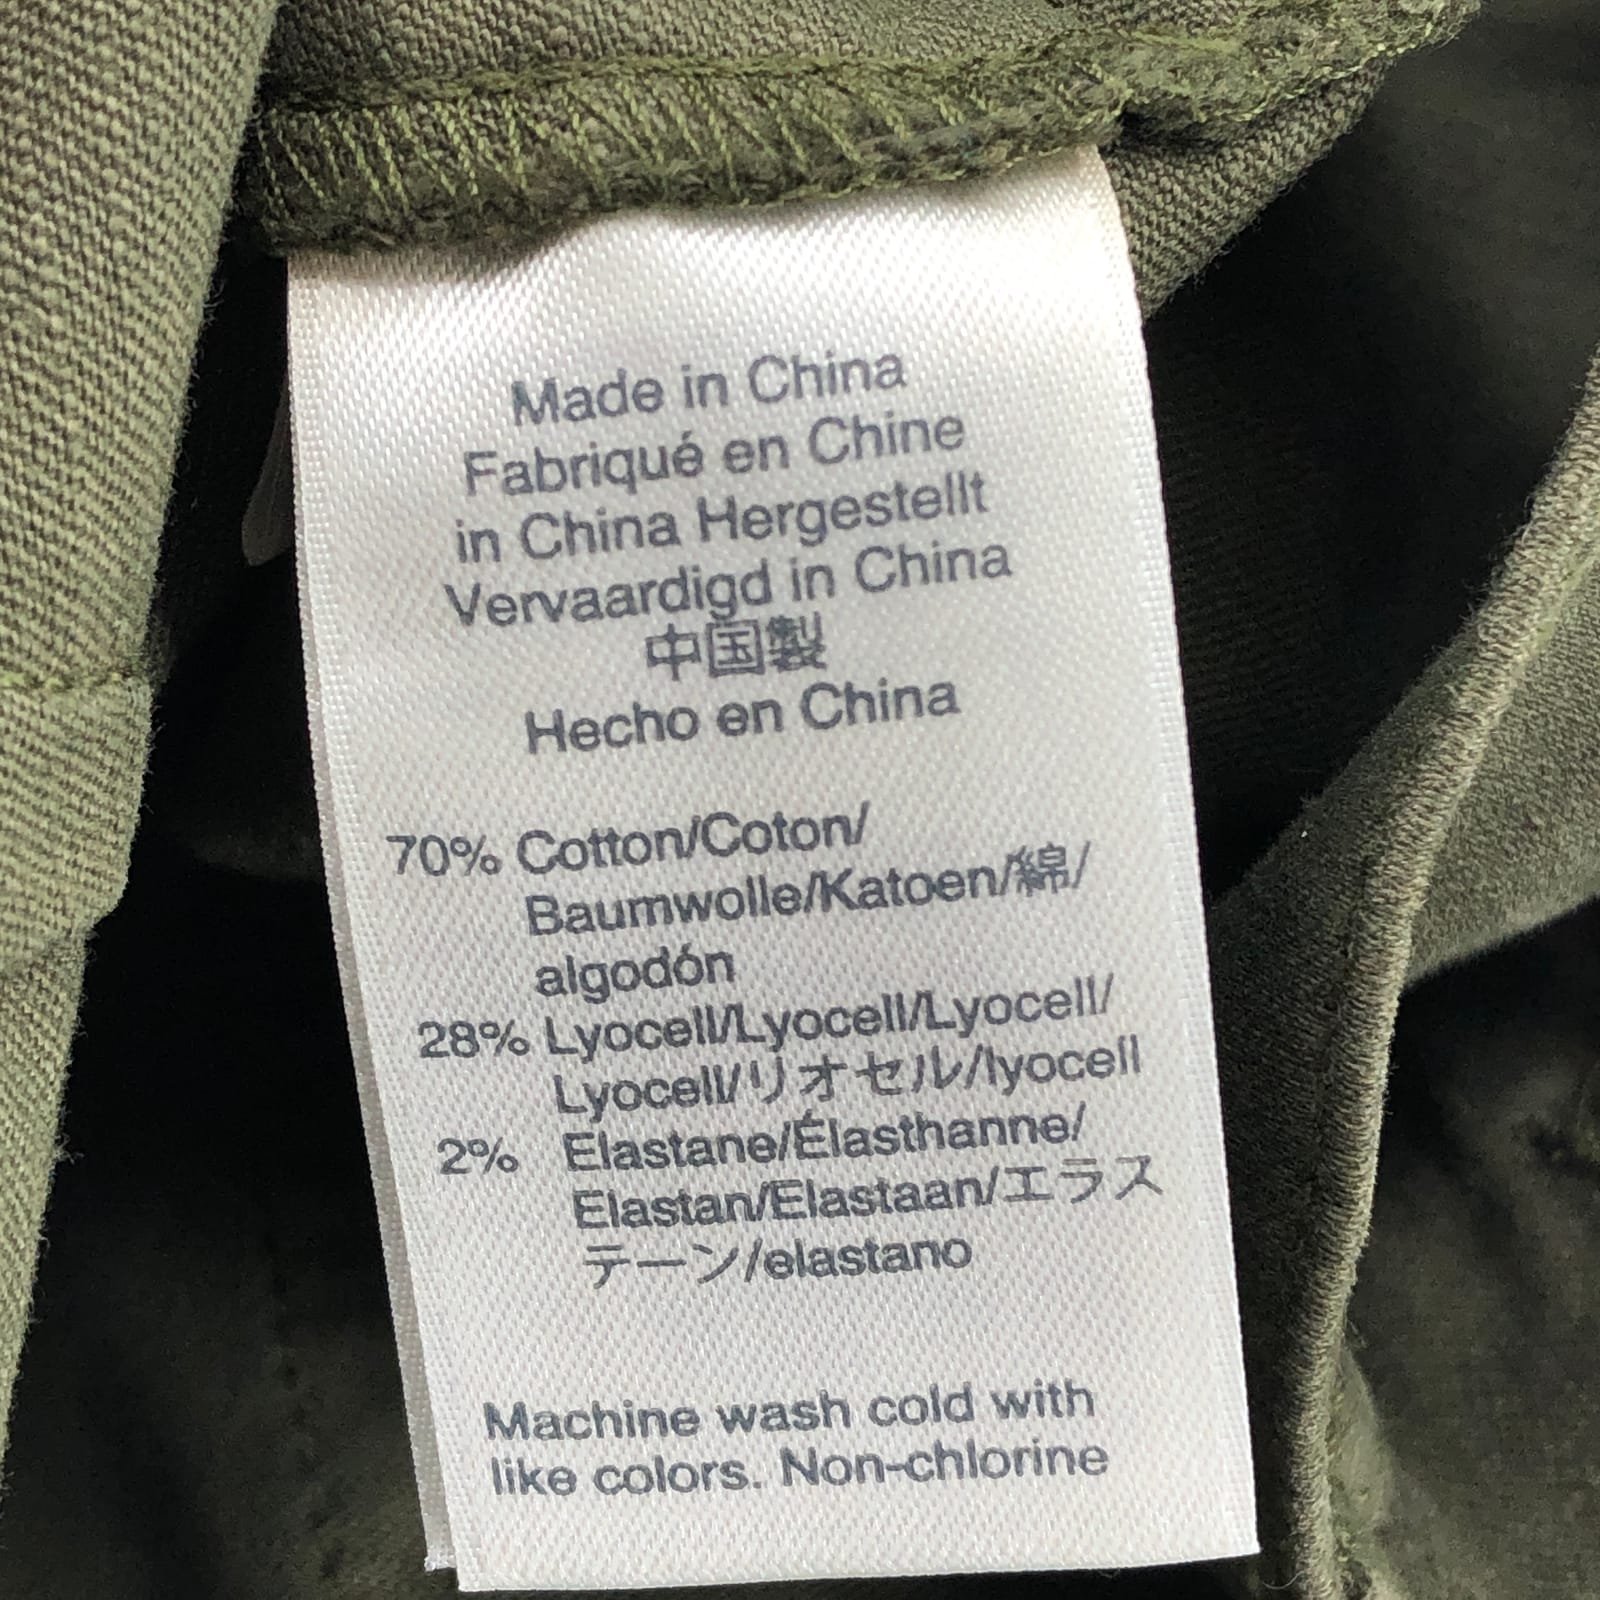 Made in China
Fabriqué en Chine
in China Hergestellt
Vervaardigd in China
中国製
Hecho en China
70% Cotton/Coton/
Baumwolle/Katoen/綿/
algodón
28% Lyocell/Lyocell/Lyocell/
Lyocell/リオセル/lyocell
2% Elastane/Élasthanne/
Elastan/Elastaan/エラス
テーン/elastano
Machine wash cold with
like colors. Non-chlorine